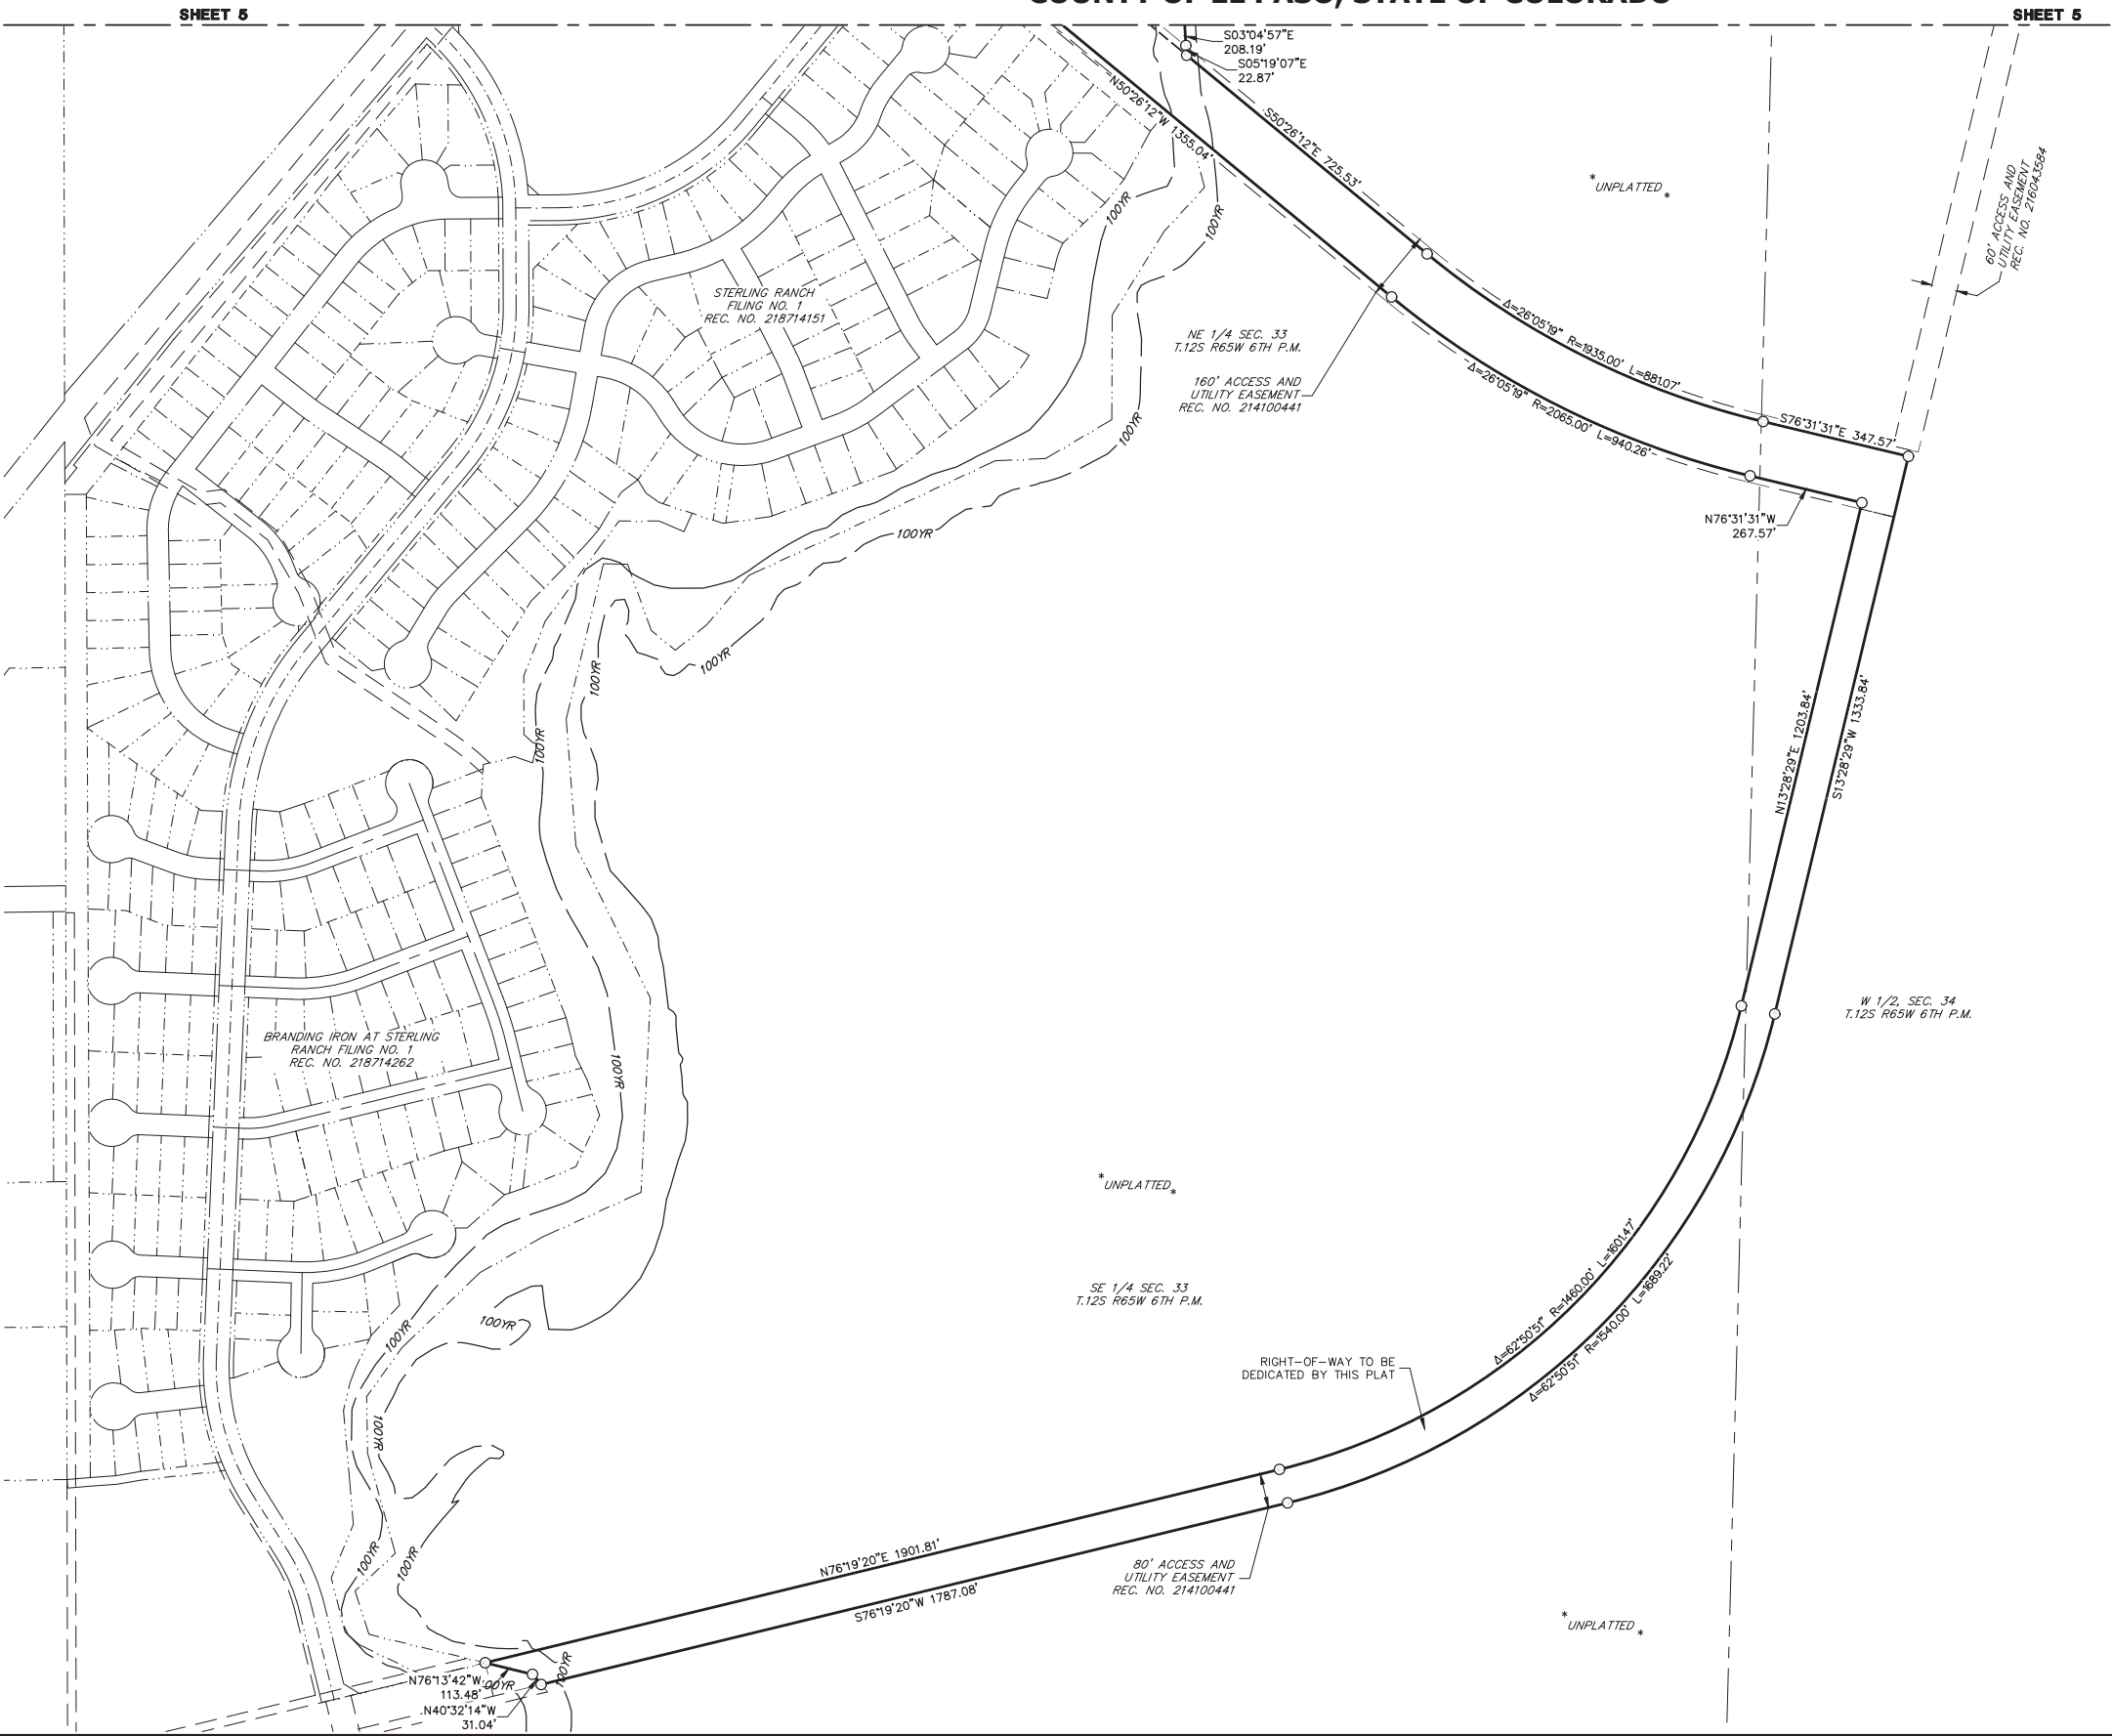 COUNTY OF EL PASO, STATE OF COLORADO
SHEET 5
SHEET 5
S03°04'57"E
208.19'
S05°19'07"E
22.87'
N50°26'12"W 1355.04'
S50°26'12"E 725.53'
*UNPLATTED*
60' ACCESS AND
UTILITY EASEMENT
REC. NO. 216043584
100YR
100YR
STERLING RANCH
FILING NO. 1
REC. NO. 218714151
NE 1/4 SEC. 33
T.12S R65W 6TH P.M.
Δ=26°05'19" R=1935.00' L=881.07'
160' ACCESS AND
UTILITY EASEMENT
REC. NO. 214100441
Δ=26°05'19" R=2065.00' L=940.26'
S76°31'31"E 347.57'
100YR
N76°31'31"W
267.57'
100YR
100YR
100YR
100YR
N13°28'29"E 1203.84'
S13°28'29"W 1333.84'
W 1/2, SEC. 34
T.12S R65W 6TH P.M.
BRANDING IRON AT STERLING
RANCH FILING NO. 1
REC. NO. 218714262
100YR
*UNPLATTED*
SE 1/4 SEC. 33
T.12S R65W 6TH P.M.
Δ=62°50'51" R=1460.00' L=1601.47'
Δ=62°50'51" R=1540.00' L=1689.22'
100YR
100YR
RIGHT-OF-WAY TO BE
DEDICATED BY THIS PLAT
100YR
N76°19'20"E 1901.81'
S76°19'20"W 1787.08'
100YR
100YR
80' ACCESS AND
UTILITY EASEMENT
REC. NO. 214100441
*UNPLATTED*
100YR
N76°13'42"W
113.48'
00YR
N40°32'14"W
31.04'